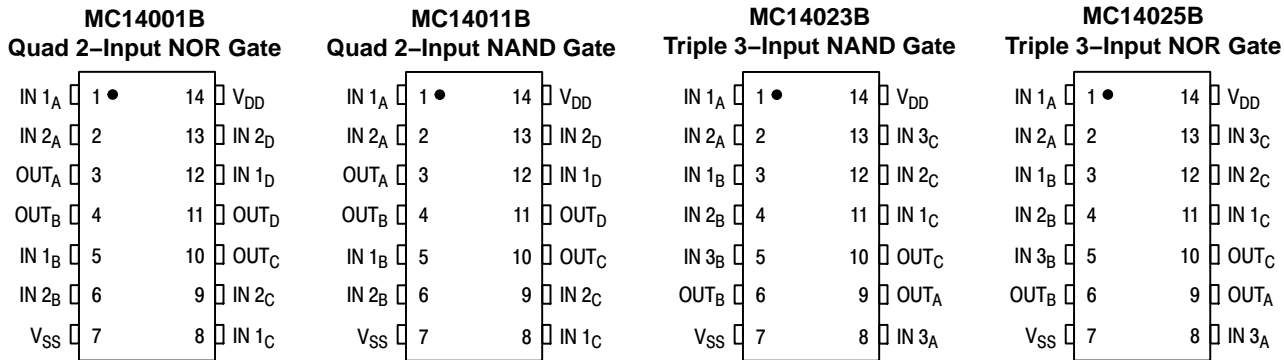 MC14001B
Quad 2–Input NOR Gate
IN 1A 1 14 VDD
IN 2A 2 13 IN 2D
OUTA 3 12 IN 1D
OUTB 4 11 OUTD
IN 1B 5 10 OUTC
IN 2B 6 9 IN 2C
VSS 7 8 IN 1C
MC14011B
Quad 2–Input NAND Gate
IN 1A 1 14 VDD
IN 2A 2 13 IN 2D
OUTA 3 12 IN 1D
OUTB 4 11 OUTD
IN 1B 5 10 OUTC
IN 2B 6 9 IN 2C
VSS 7 8 IN 1C
MC14023B
Triple 3–Input NAND Gate
IN 1A 1 14 VDD
IN 2A 2 13 IN 3C
IN 1B 3 12 IN 2C
IN 2B 4 11 IN 1C
IN 3B 5 10 OUTC
OUTB 6 9 OUTA
VSS 7 8 IN 3A
MC14025B
Triple 3–Input NOR Gate
IN 1A 1 14 VDD
IN 2A 2 13 IN 3C
IN 1B 3 12 IN 2C
IN 2B 4 11 IN 1C
IN 3B 5 10 OUTC
OUTB 6 9 OUTA
VSS 7 8 IN 3A